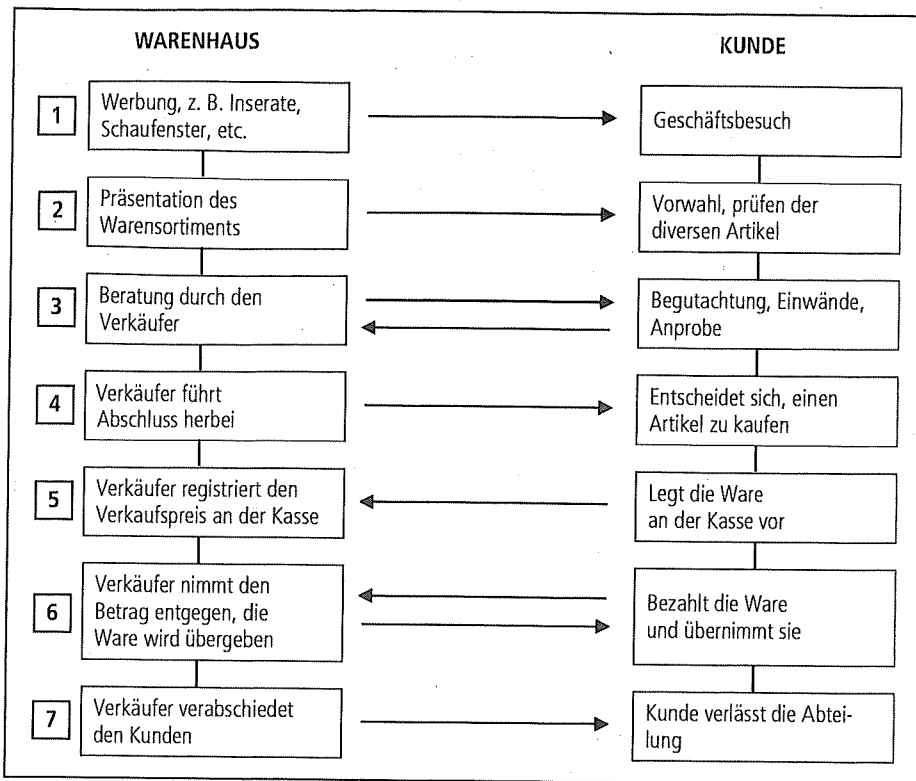 WARENHAUS
KUNDE
1
Werbung, z. B. Inserate,
Schaufenster, etc.
Geschäftsbesuch
2
Präsentation des
Warensortiments
Vorwahl, prüfen der
diversen Artikel
3
Beratung durch den
Verkäufer
Begutachtung, Einwände,
Anprobe
4
Verkäufer führt
Abschluss herbei
Entscheidet sich, einen
Artikel zu kaufen
5
Verkäufer registriert den
Verkaufspreis an der Kasse
Legt die Ware
an der Kasse vor
6
Verkäufer nimmt den
Betrag entgegen, die
Ware wird übergeben
Bezahlt die Ware
und übernimmt sie
7
Verkäufer verabschiedet
den Kunden
Kunde verlässt die Abtei-
lung